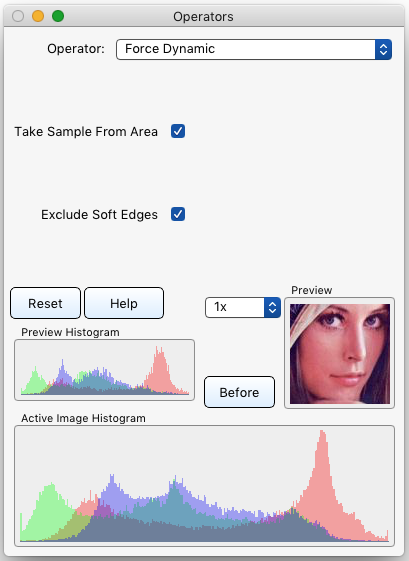 Operators
Operator: Force Dynamic
Take Sample From Area
Exclude Soft Edges
Preview
Reset Help 1x
Preview Histogram
Before
Active Image Histogram